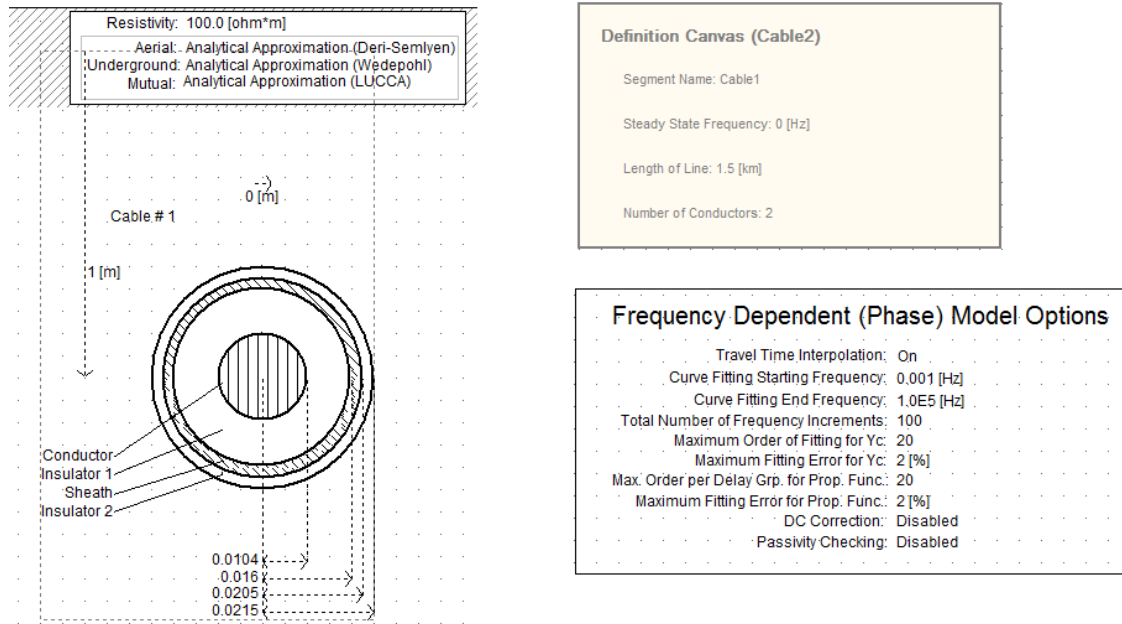 Resistivity: 100.0 [ohm*m]
Aerial: Analytical Approximation (Deri-Semlyen)
Underground: Analytical Approximation (Wedepohl)
Mutual: Analytical Approximation (LUCCA)
0 [m]
Cable # 1
1 [m]
Conductor
Insulator 1
Sheath
Insulator 2
0.0104
0.016
0.0205
0.0215
Definition Canvas (Cable2)
Segment Name: Cable1
Steady State Frequency: 0 [Hz]
Length of Line: 1.5 [km]
Number of Conductors: 2
Frequency Dependent (Phase) Model Options
Travel Time Interpolation: On
Curve Fitting Starting Frequency: 0.001 [Hz]
Curve Fitting End Frequency: 1.0E5 [Hz]
Total Number of Frequency Increments: 100
Maximum Order of Fitting for Yc: 20
Maximum Fitting Error for Yc: 2 [%]
Max. Order per Delay Grp. for Prop. Func.: 20
Maximum Fitting Error for Prop. Func.: 2 [%]
DC Correction: Disabled
Passivity Checking: Disabled